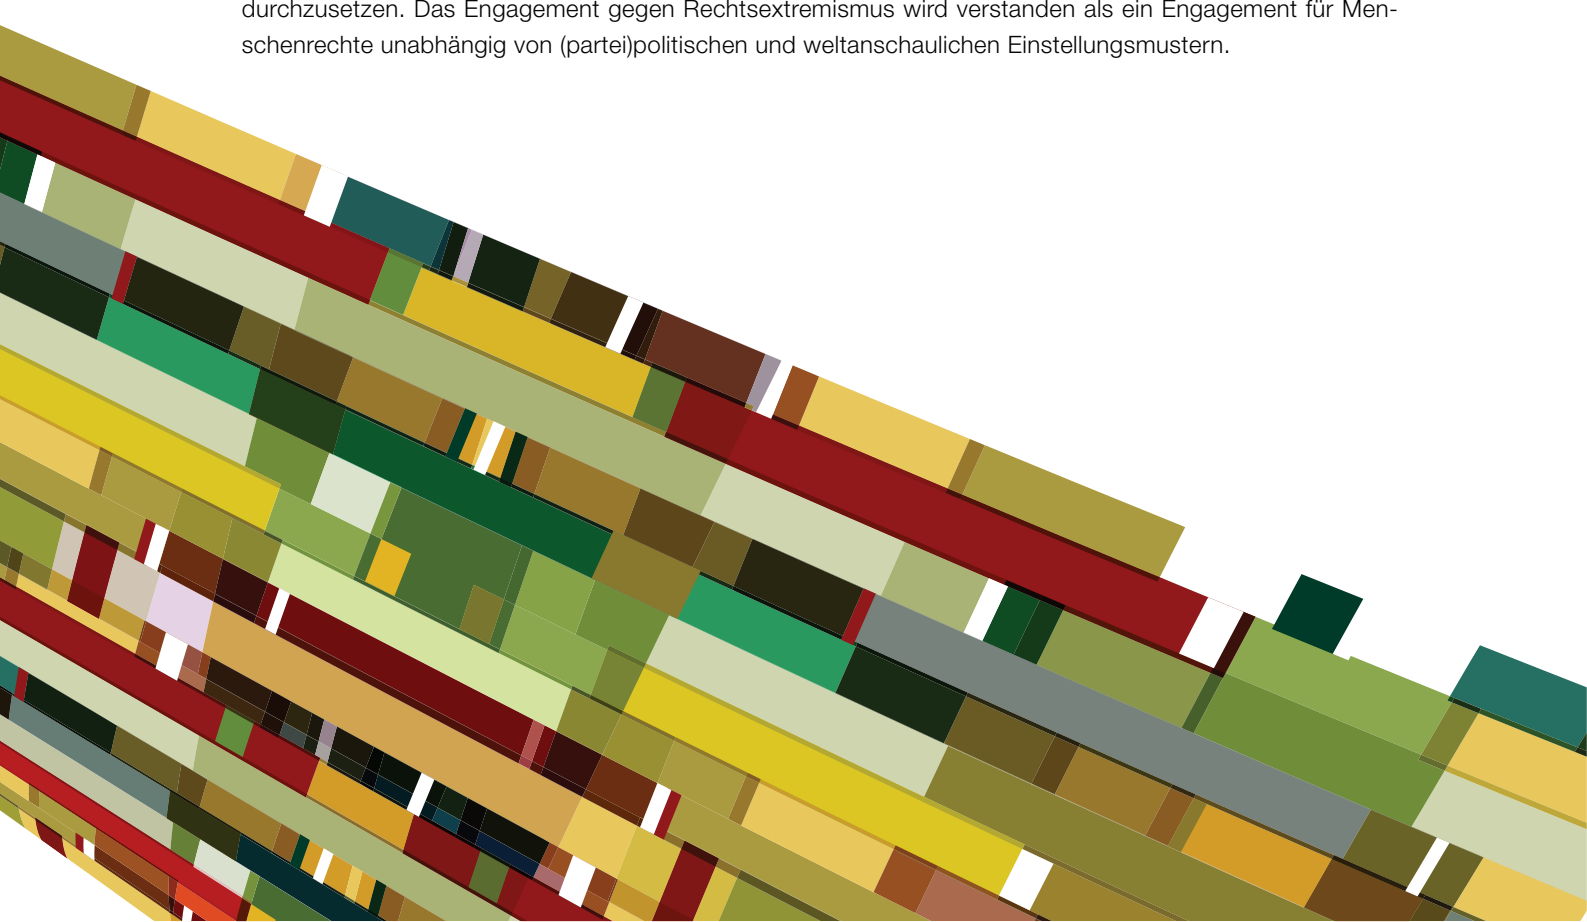 durchzusetzen. Das Engagement gegen Rechtsextremismus wird verstanden als ein Engagement für Men-
schenrechte unabhängig von (partei)politischen und weltanschaulichen Einstellungsmustern.